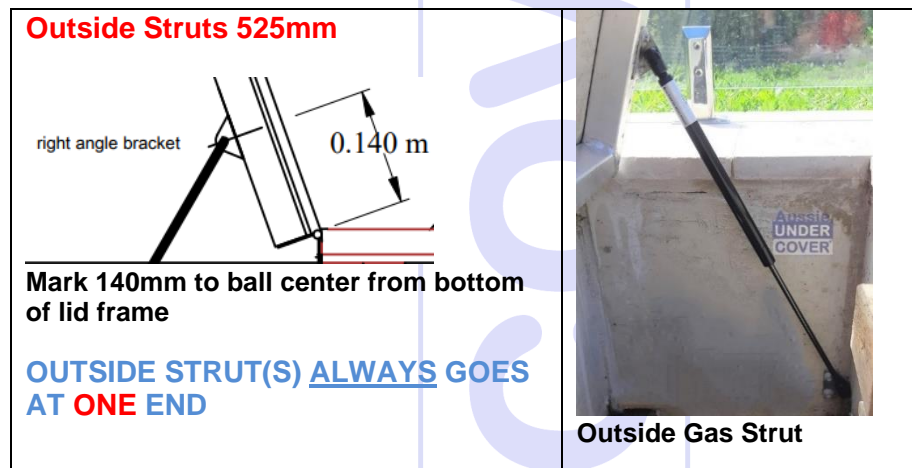 Outside Struts 525mm
right angle bracket
0.140 m
Mark 140mm to ball center from bottom
of lid frame
OUTSIDE STRUT(S) ALWAYS GOES
AT ONE END
Aussie
UNDER
COVER
Outside Gas Strut